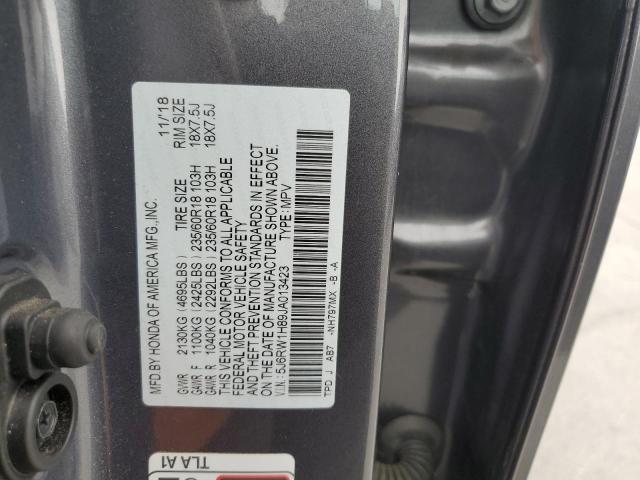 MFD. BY HONDA OF AMERICA MFG.,INC. 11/'18
TIRE SIZE RIM SIZE
GVWR 2130KG (4695LBS)
GAWR F 1100KG (2425LBS) 235/60R18 103H 18X7.5J
GAWR R 1040KG (2292LBS) 235/60R18 103H 18X7.5J
THIS VEHICLE CONFORMS TO ALL APPLICABLE
FEDERAL MOTOR VEHICLE SAFETY
AND THEFT PREVENTION STANDARDS IN EFFECT
ON THE DATE OF MANUFACTURE SHOWN ABOVE.
V.I.N.:5J6RW1H89JA013423 TYPE:MPV
TPD J AB7 -NH797MX -B -A
TLA A1